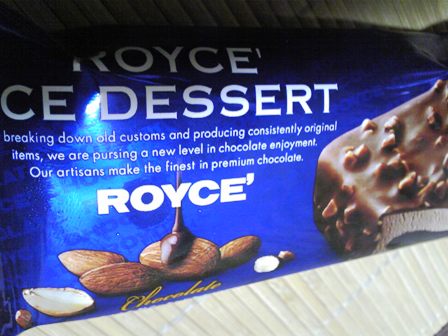 ROYCE'
CE DESSERT
breaking down old customs and producing consistently original
items, we are pursing a new level in chocolate enjoyment.
Our artisans make the finest in premium chocolate.
ROYCE'
Chocolate